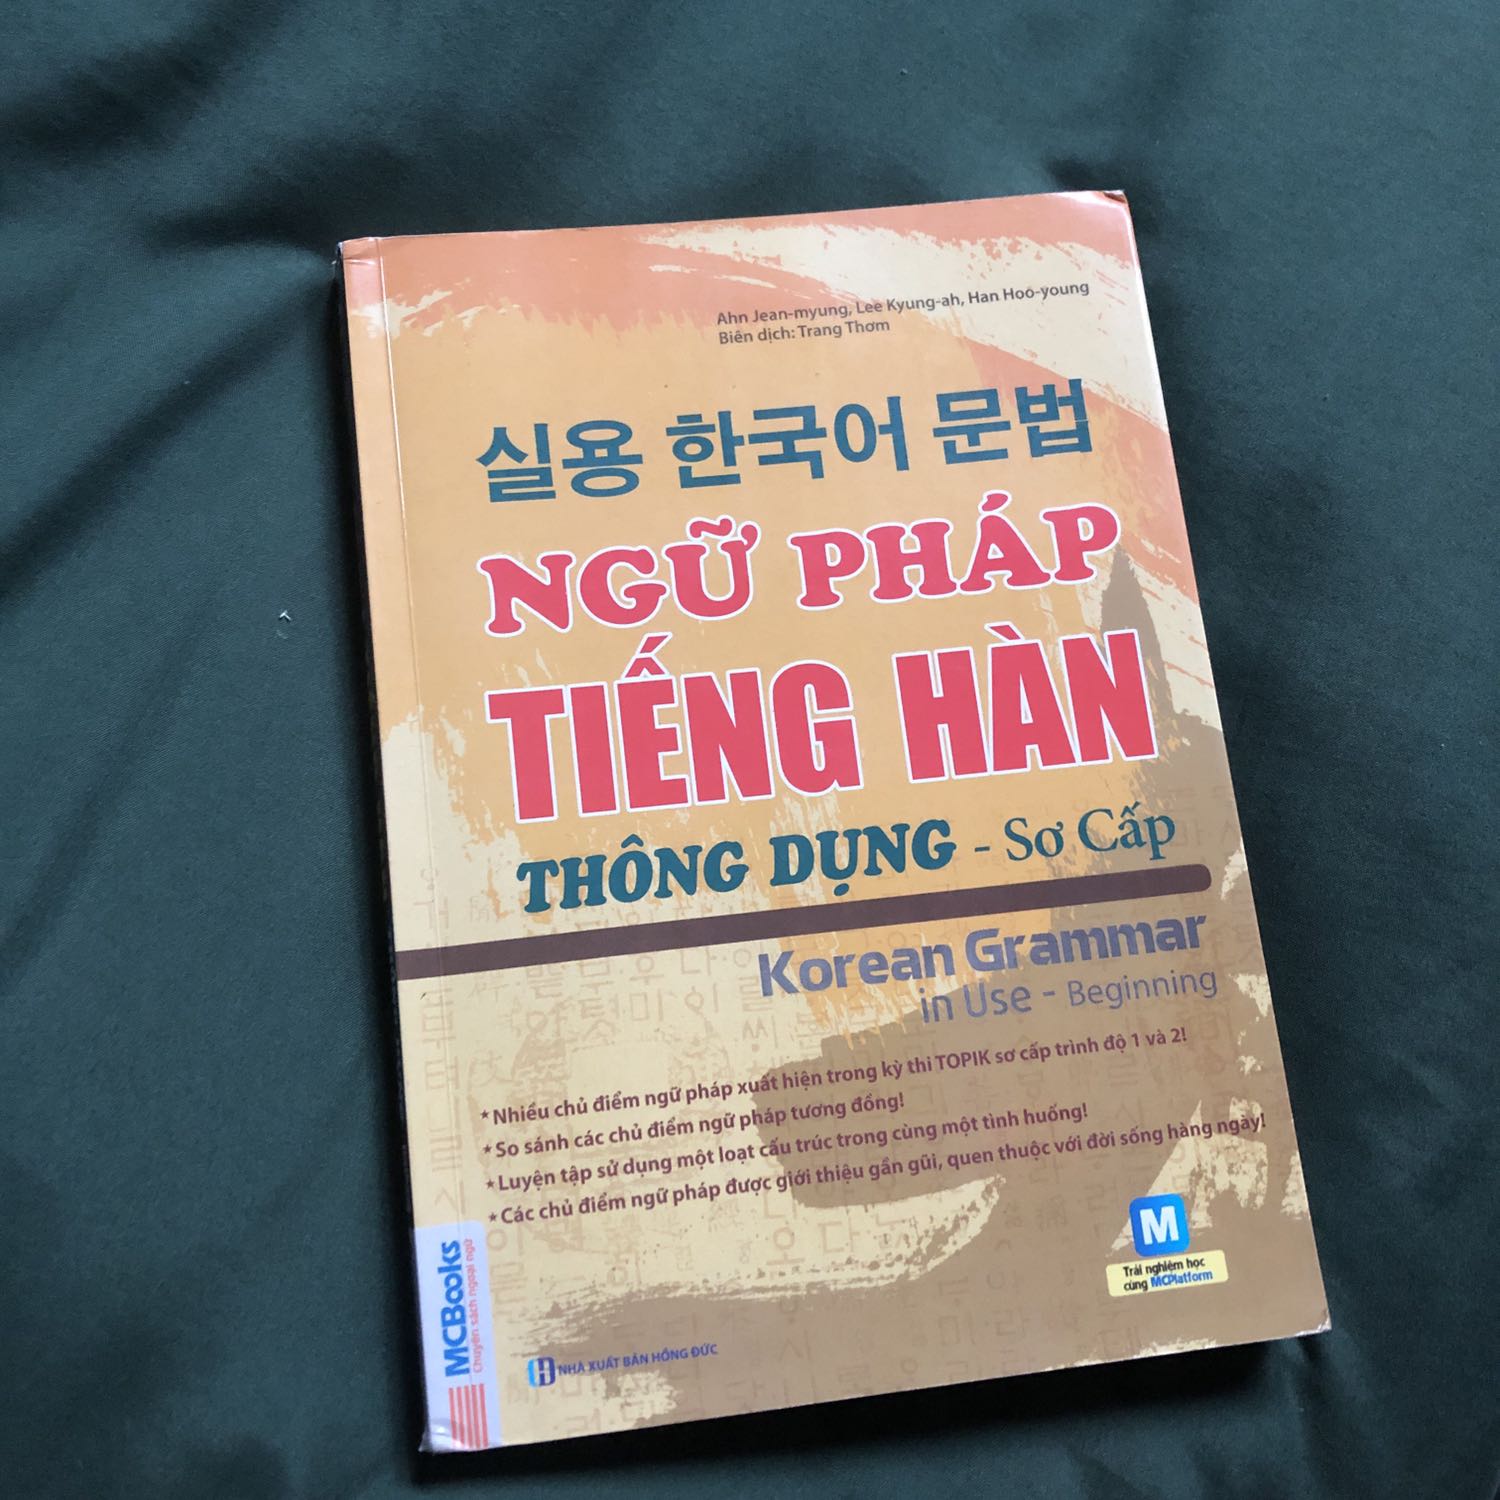 Ahn Jean-myung, Lee Kyung-ah, Han Hoo-young
Biên dịch: Trang Thơm
실용 한국어 문법
NGỮ PHÁP
TIẾNG HÀN
THÔNG DỤNG - Sơ Cấp
Korean Grammar
in Use - Beginning
★Nhiều chủ điểm ngữ pháp xuất hiện trong kỳ thi TOPIK sơ cấp trình độ 1 và 2!
★So sánh các chủ điểm ngữ pháp tương đồng!
★Luyện tập sử dụng một loạt cấu trúc trong cùng một tình huống!
★Các chủ điểm ngữ pháp được giới thiệu gần gũi, quen thuộc với đời sống hàng ngày!
M
Trải nghiệm học
cùng MCPlatform
MCBooks
Chuyên sách ngoại ngữ
NHÀ XUẤT BẢN HỒNG ĐỨC